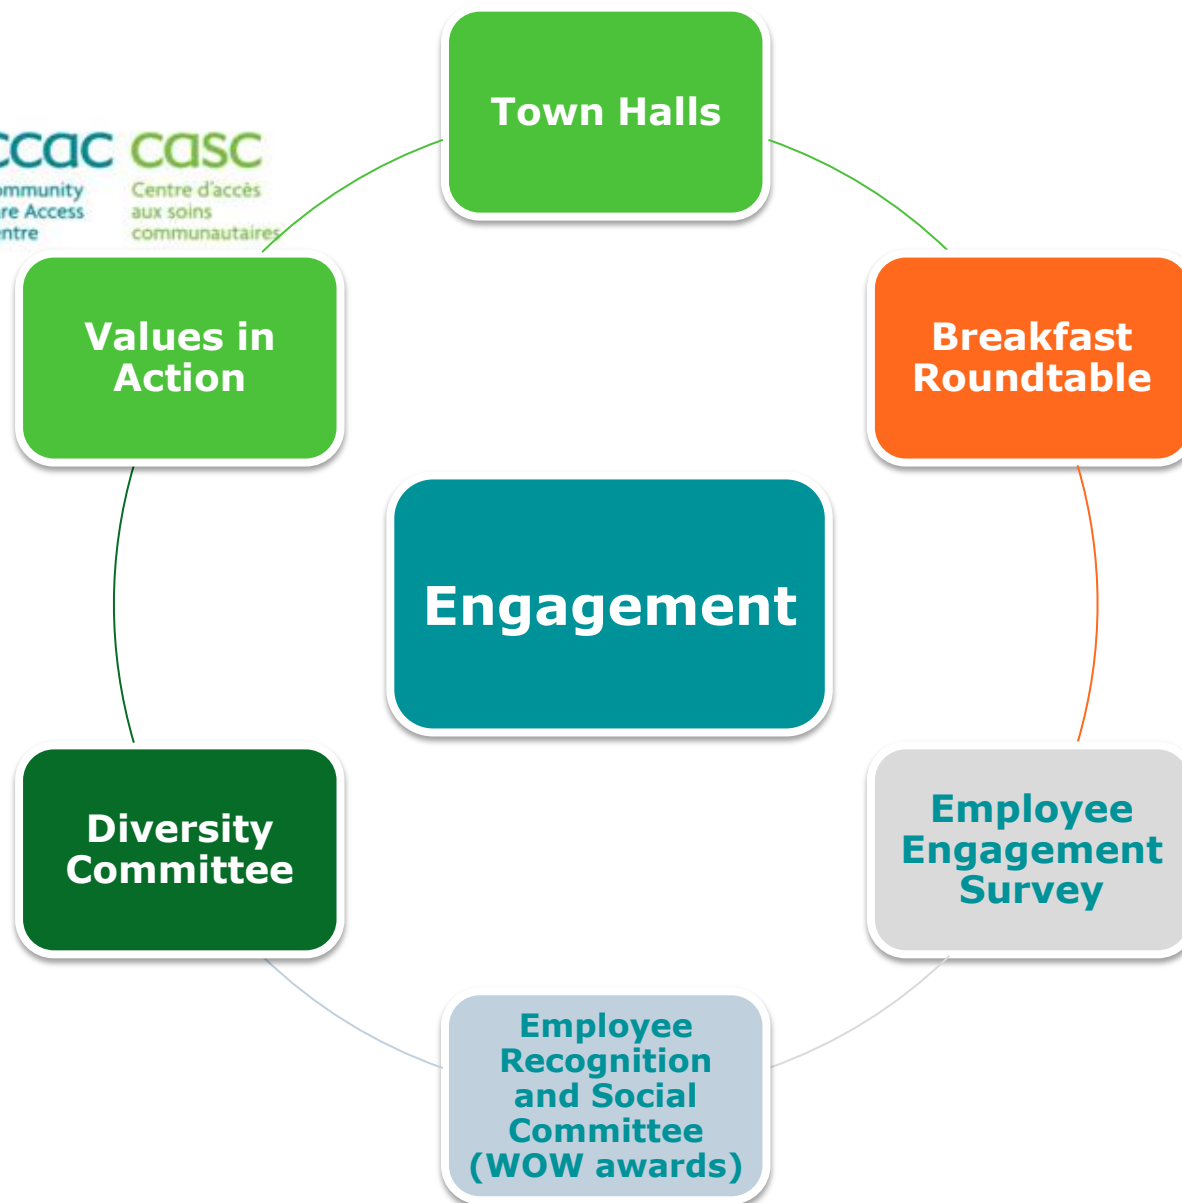 Town Halls
ccac casc
Centre d'accès
aux soins
communautaires
Access
Values in
Action
Breakfast
Roundtable
Engagement
Diversity
Committee
Employee
Engagement
Survey
Employee
Recognition
and Social
Committee
(WOW awards)